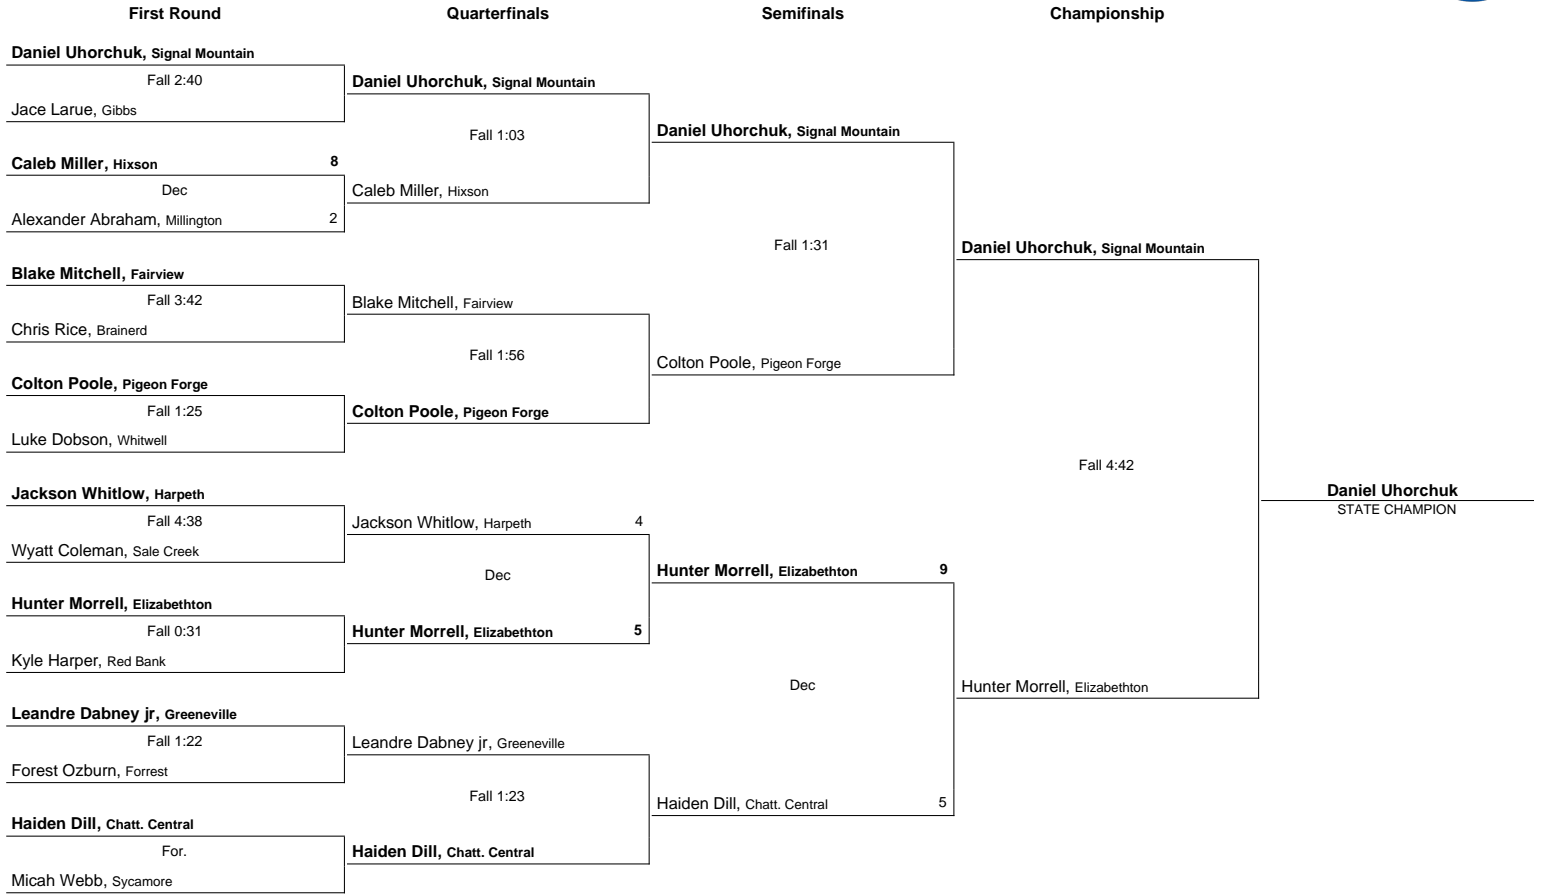 First Round Quarterfinals Semifinals Championship
Daniel Uhorchuk, Signal Mountain
Fall 2:40
Jace Larue, Gibbs
Caleb Miller, Hixson 8
Dec
Alexander Abraham, Millington 2
Blake Mitchell, Fairview
Fall 3:42
Chris Rice, Brainerd
Colton Poole, Pigeon Forge
Fall 1:25
Luke Dobson, Whitwell
Jackson Whitlow, Harpeth
Fall 4:38
Wyatt Coleman, Sale Creek
Hunter Morrell, Elizabethton
Fall 0:31
Kyle Harper, Red Bank
Leandre Dabney jr, Greeneville
Fall 1:22
Forest Ozburn, Forrest
Haiden Dill, Chatt. Central
For.
Micah Webb, Sycamore
Daniel Uhorchuk, Signal Mountain
Fall 1:03
Caleb Miller, Hixson
Blake Mitchell, Fairview
Fall 1:56
Colton Poole, Pigeon Forge
Jackson Whitlow, Harpeth 4
Dec
Hunter Morrell, Elizabethton 5
Leandre Dabney jr, Greeneville
Fall 1:23
Haiden Dill, Chatt. Central
Daniel Uhorchuk, Signal Mountain
Fall 1:31
Colton Poole, Pigeon Forge
Hunter Morrell, Elizabethton 9
Dec
Haiden Dill, Chatt. Central 5
Daniel Uhorchuk, Signal Mountain
Fall 4:42
Hunter Morrell, Elizabethton
Daniel Uhorchuk
STATE CHAMPION